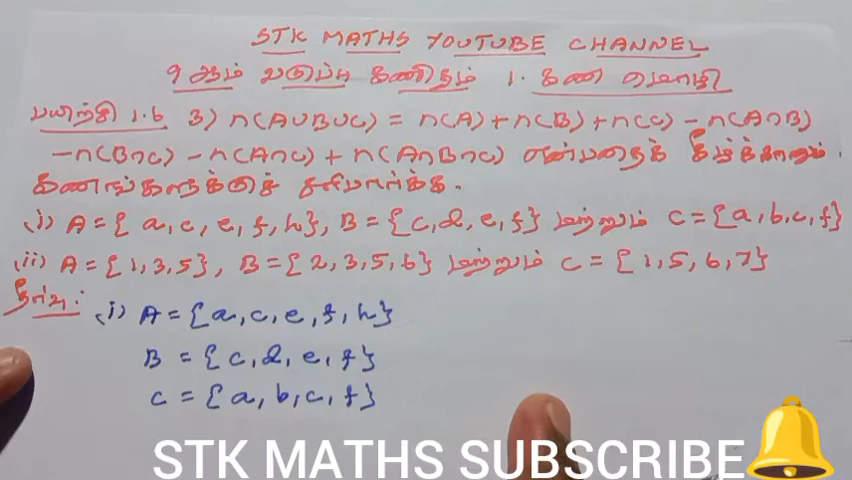 STK MATHS YOUTUBE CHANNEL
9 ஆம் வகுப்பு கணிதம் 1. கண மொழி
பயிற்சி 1.6 3) n(A∪B∪C) = n(A)+n(B)+n(C) -n(A∩B)
-n(B∩C) -n(A∩C) + n(A∩B∩C) என்பதைக் கீழ்க்காணும்
கணங்களுக்குச் சரிபார்க்க.
(i) A={a,c,e,f,h}, B={c,d,e,f} மற்றும் C={a,b,c,f}
(ii) A={1,3,5}, B={2,3,5,6} மற்றும் C={1,5,6,7}
தீர்வு: (i) A={a,c,e,f,h}
B = {c,d,e,f}
C = {a,b,c,f}
STK MATHS SUBSCRIBE